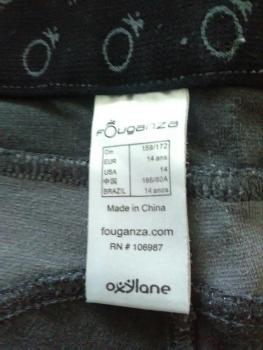 Fouganza
Cm 159/172
EUR 14 ans
USA 14
中国 166/80A
BRAZIL 14 anos
Made in China
fouganza.com
RN # 106987
oxylane